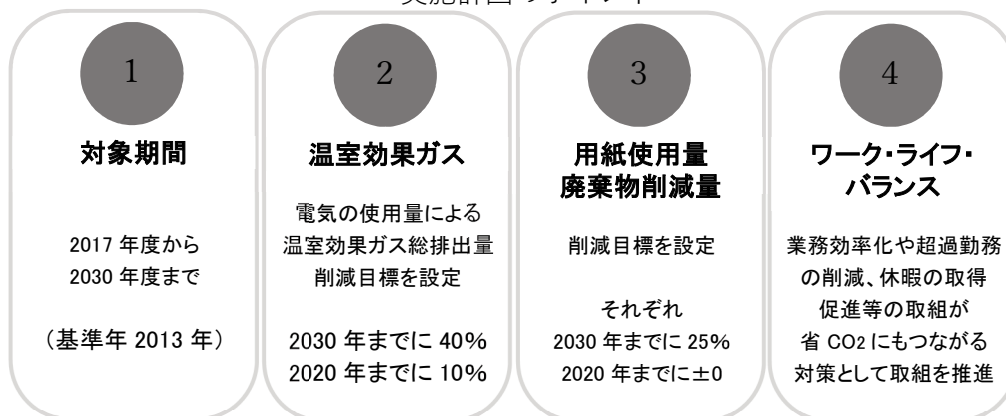 1
対象期間
2017 年度から
2030 年度まで
（基準年 2013 年）
2
温室効果ガス
電気の使用量による
温室効果ガス総排出量
削減目標を設定
2030 年までに 40%
2020 年までに 10%
3
用紙使用量
廃棄物削減量
削減目標を設定
それぞれ
2030 年までに 25%
2020 年までに±0
4
ワーク・ライフ・
バランス
業務効率化や超過勤務
の削減、休暇の取得
促進等の取組が
省 CO2 にもつながる
対策として取組を推進